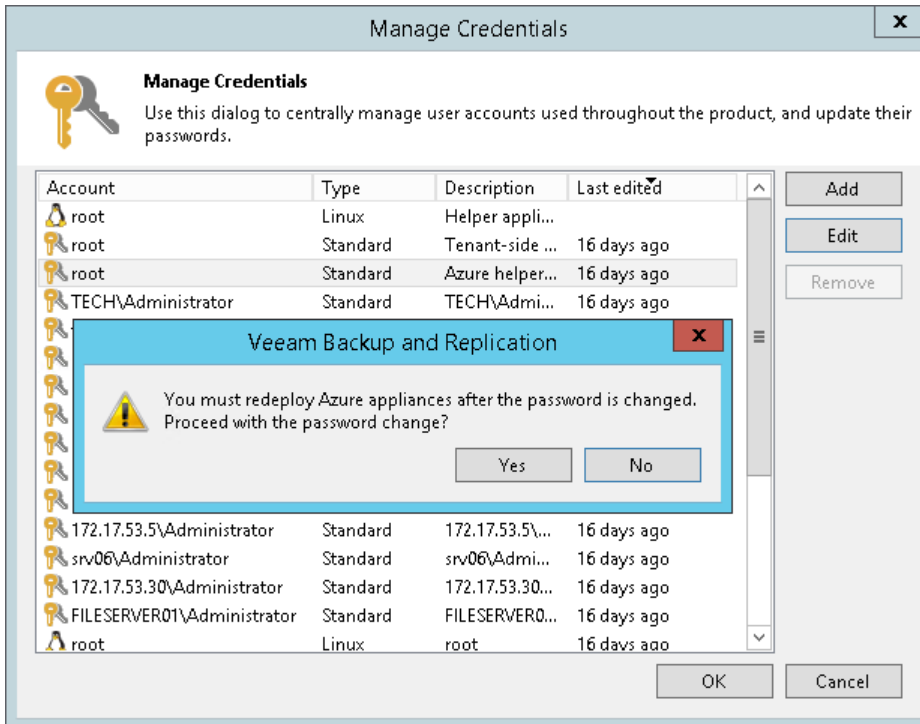 Manage Credentials
x
Manage Credentials
Use this dialog to centrally manage user accounts used throughout the product, and update their
passwords.
Account Type Description Last edited
root Linux Helper appli...
root Standard Tenant-side ... 16 days ago
root Standard Azure helper... 16 days ago
TECH\Administrator Standard TECH\Admi... 16 days ago
Add
Edit
Remove
Veeam Backup and Replication
x
You must redeploy Azure appliances after the password is changed.
Proceed with the password change?
Yes No
172.17.53.5\Administrator Standard 172.17.53.5\... 16 days ago
srv06\Administrator Standard srv06\Admi... 16 days ago
172.17.53.30\Administrator Standard 172.17.53.30... 16 days ago
FILESERVER01\Administrator Standard FILESERVER0... 16 days ago
root Linux root 16 days ago
OK Cancel